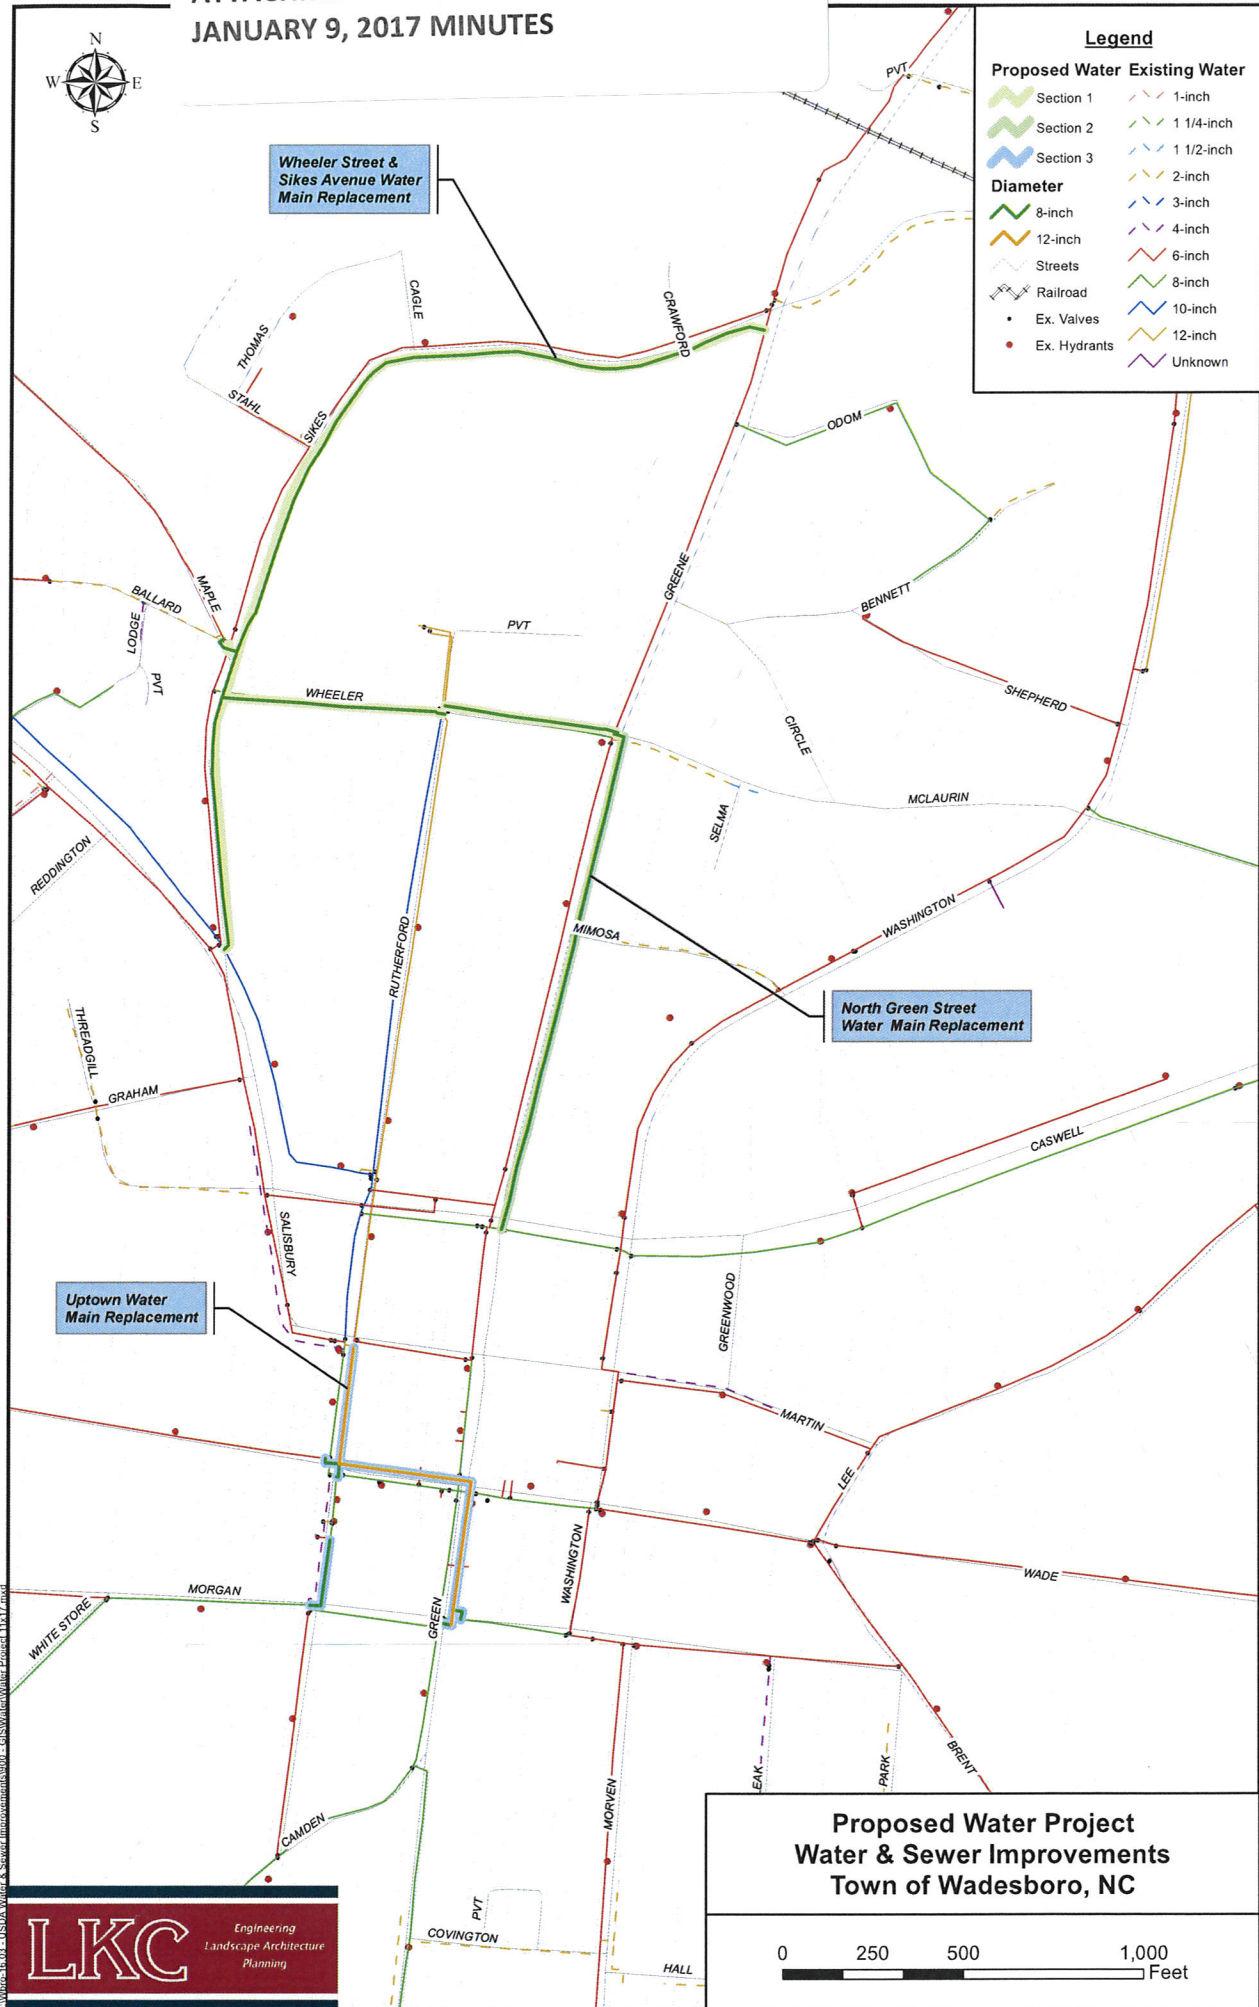 JANUARY 9, 2017 MINUTES
N
W
E
S
Legend
Proposed Water
Section 1
Section 2
Section 3
Diameter
8-inch
12-inch
Streets
Railroad
Ex. Valves
Ex. Hydrants
Existing Water
1-inch
1 1/4-inch
1 1/2-inch
2-inch
3-inch
4-inch
6-inch
8-inch
10-inch
12-inch
Unknown
PVT
Wheeler Street &
Sikes Avenue Water
Main Replacement
CAGLE
CRAWFORD
THOMAS
STAHL
SIKES
ODOM
GREENE
MAPLE
BALLARD
LODGE
PVT
PVT
BENNETT
SHEPHERD
WHEELER
CIRCLE
MCLAURIN
SELMA
REDDINGTON
RUTHERFORD
MIMOSA
WASHINGTON
North Green Street
Water Main Replacement
THREADGILL
GRAHAM
CASWELL
SALISBURY
GREENWOOD
Uptown Water
Main Replacement
MARTIN
LEE
WASHINGTON
WADE
MORGAN
WHITE STORE
GREEN
BRENT
PARK
EAK
MORVEN
CAMDEN
PVT
COVINGTON
HALL
Proposed Water Project
Water & Sewer Improvements
Town of Wadesboro, NC
0 250 500 1,000
Feet
LKC
Engineering
Landscape Architecture
Planning